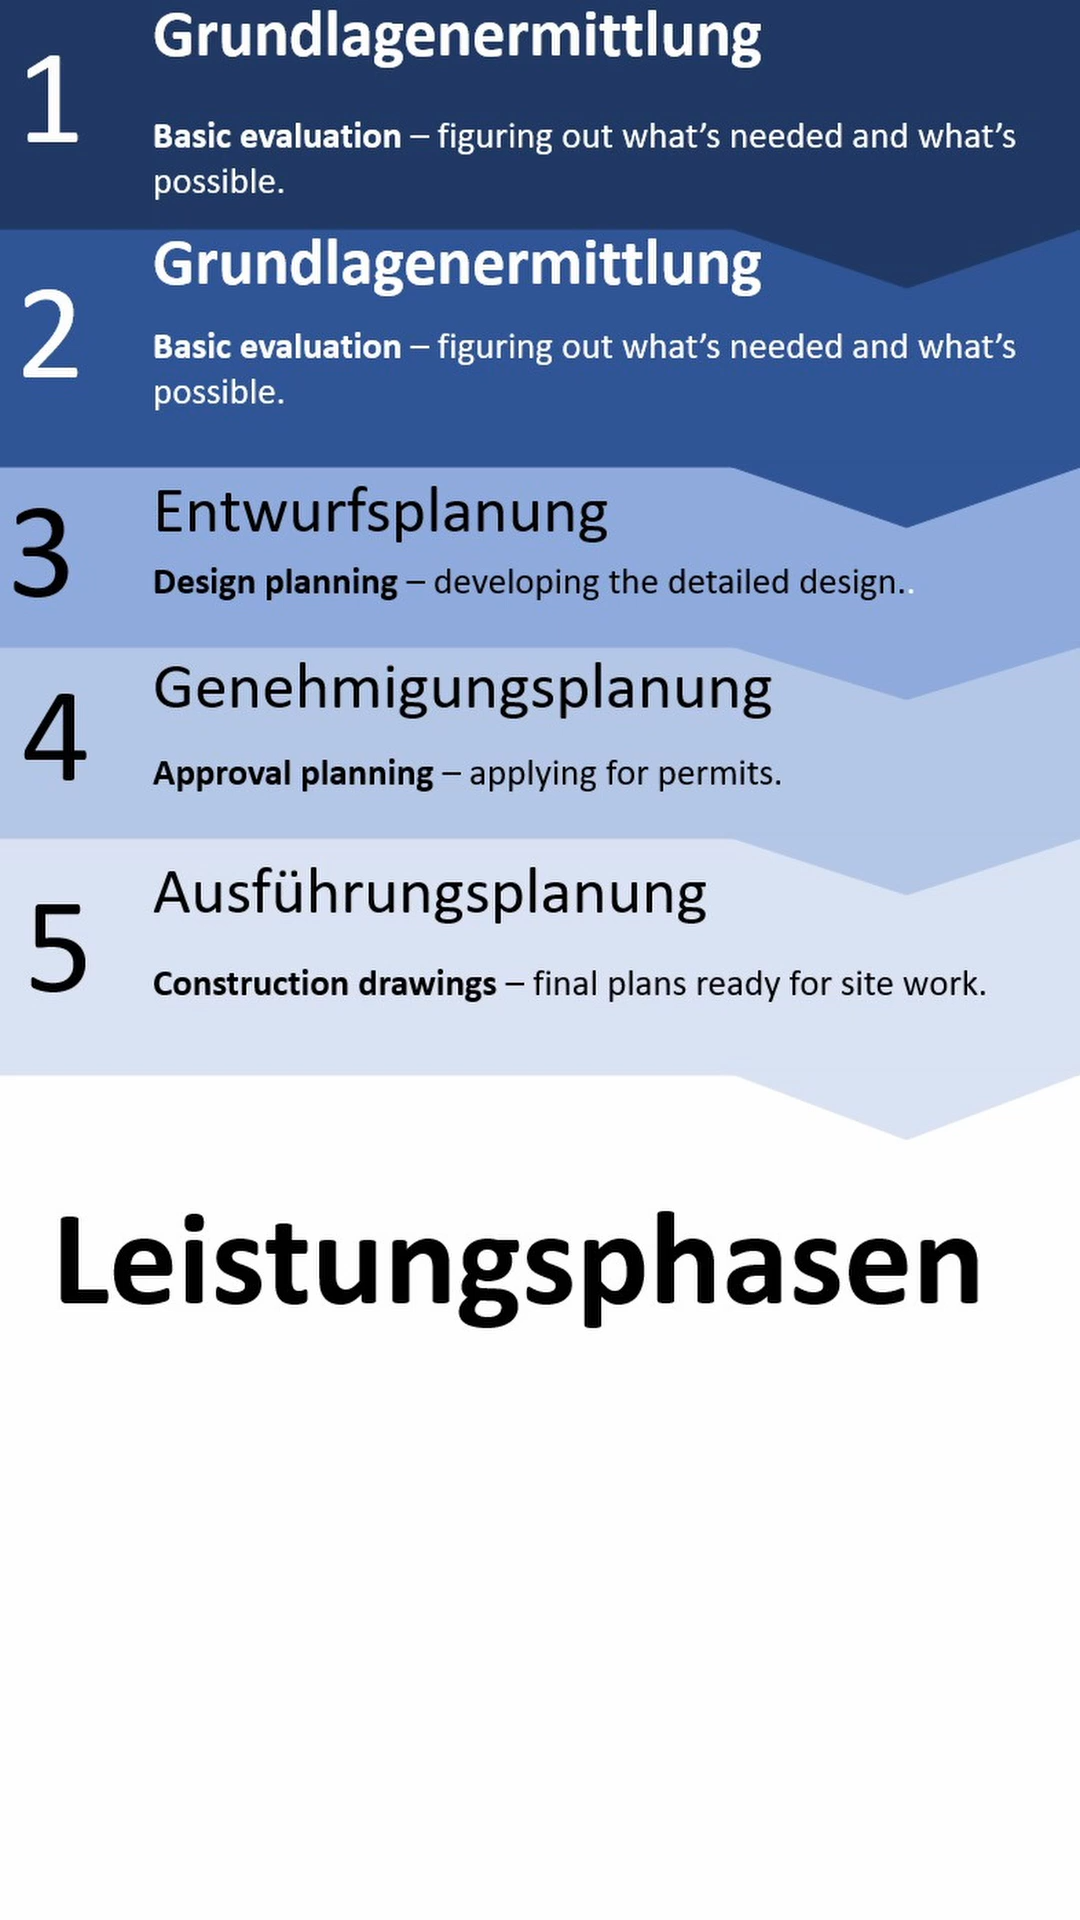 1
Grundlagenermittlung
Basic evaluation – figuring out what’s needed and what’s
possible.
2
Grundlagenermittlung
Basic evaluation – figuring out what’s needed and what’s
possible.
3
Entwurfsplanung
Design planning – developing the detailed design..
4
Genehmigungsplanung
Approval planning – applying for permits.
5
Ausführungsplanung
Construction drawings – final plans ready for site work.
Leistungsphasen